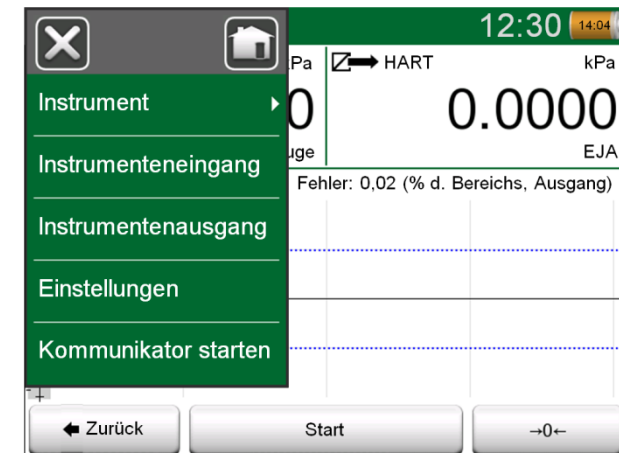 12:30 14:04
Pa HART kPa
0 0.0000
uge EJA
Fehler: 0,02 (% d. Bereichs, Ausgang)
Instrument
Instrumenteneingang
Instrumentenausgang
Einstellungen
Kommunikator starten
Zurück Start →0←